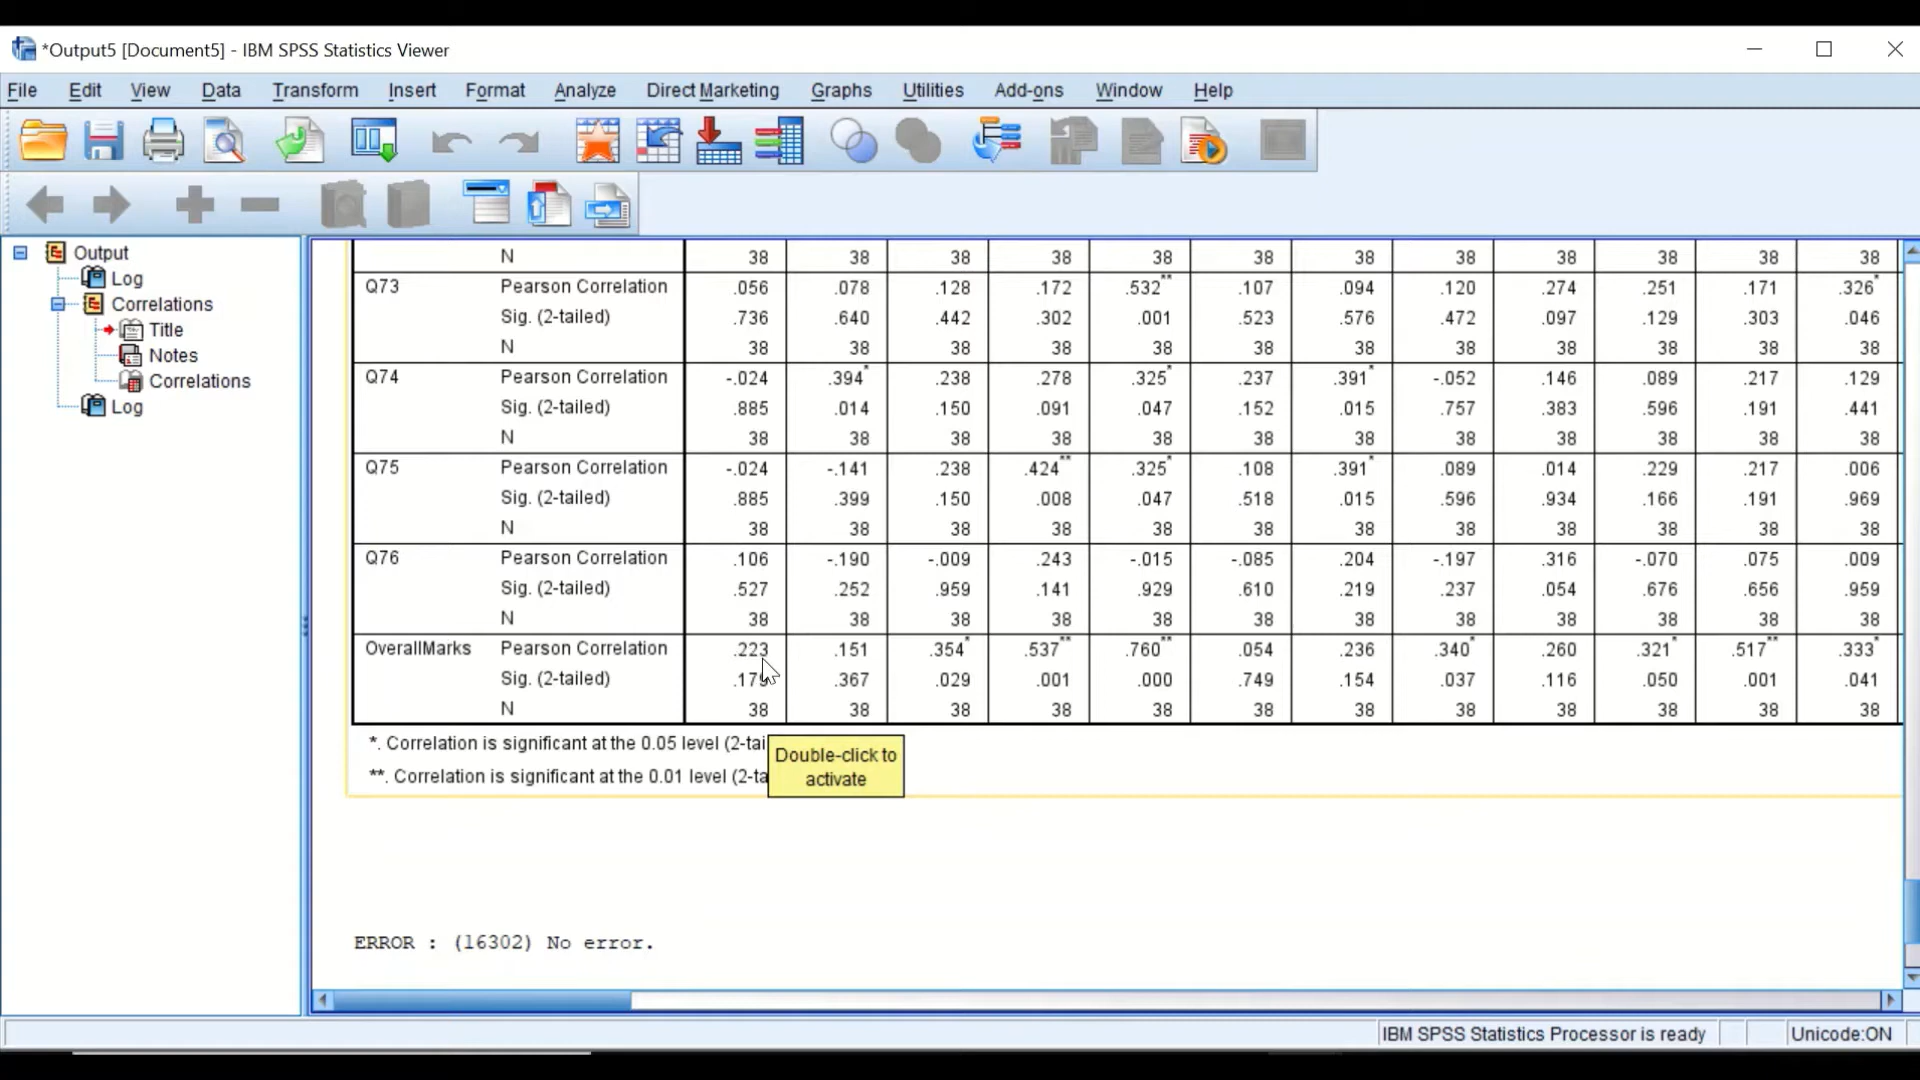 *Output5 [Document5] - IBM SPSS Statistics Viewer
File Edit View Data Transform Insert Format Analyze Direct Marketing Graphs Utilities Add-ons Window Help
Output
Log
Correlations
Title
Notes
Correlations
Log
N 38 38 38 38 38 38 38 38 38 38 38 38
Q73 Pearson Correlation .056 .078 .128 .172 .532** .107 .094 .120 .274 .251 .171 .326*
Sig. (2-tailed) .736 .640 .442 .302 .001 .523 .576 .472 .097 .129 .303 .046
N 38 38 38 38 38 38 38 38 38 38 38 38
Q74 Pearson Correlation -.024 .394* .238 .278 .325* .237 .391* -.052 .146 .089 .217 .129
Sig. (2-tailed) .885 .014 .150 .091 .047 .152 .015 .757 .383 .596 .191 .441
N 38 38 38 38 38 38 38 38 38 38 38 38
Q75 Pearson Correlation -.024 -.141 .238 .424** .325* .108 .391* .089 .014 .229 .217 .006
Sig. (2-tailed) .885 .399 .150 .008 .047 .518 .015 .596 .934 .166 .191 .969
N 38 38 38 38 38 38 38 38 38 38 38 38
Q76 Pearson Correlation .106 -.190 -.009 .243 -.015 -.085 .204 -.197 .316 -.070 .075 .009
Sig. (2-tailed) .527 .252 .959 .141 .929 .610 .219 .237 .054 .676 .656 .959
N 38 38 38 38 38 38 38 38 38 38 38 38
OverallMarks Pearson Correlation .223 .151 .354* .537** .760** .054 .236 .340* .260 .321* .517** .333*
Sig. (2-tailed) .367 .029 .001 .000 .749 .154 .037 .116 .050 .001 .041
N 38 38 38 38 38 38 38 38 38 38 38 38
*. Correlation is significant at the 0.05 level (2-tai
**. Correlation is significant at the 0.01 level (2-ta
Double-click to
activate
ERROR : (16302) No error.
IBM SPSS Statistics Processor is ready Unicode:ON